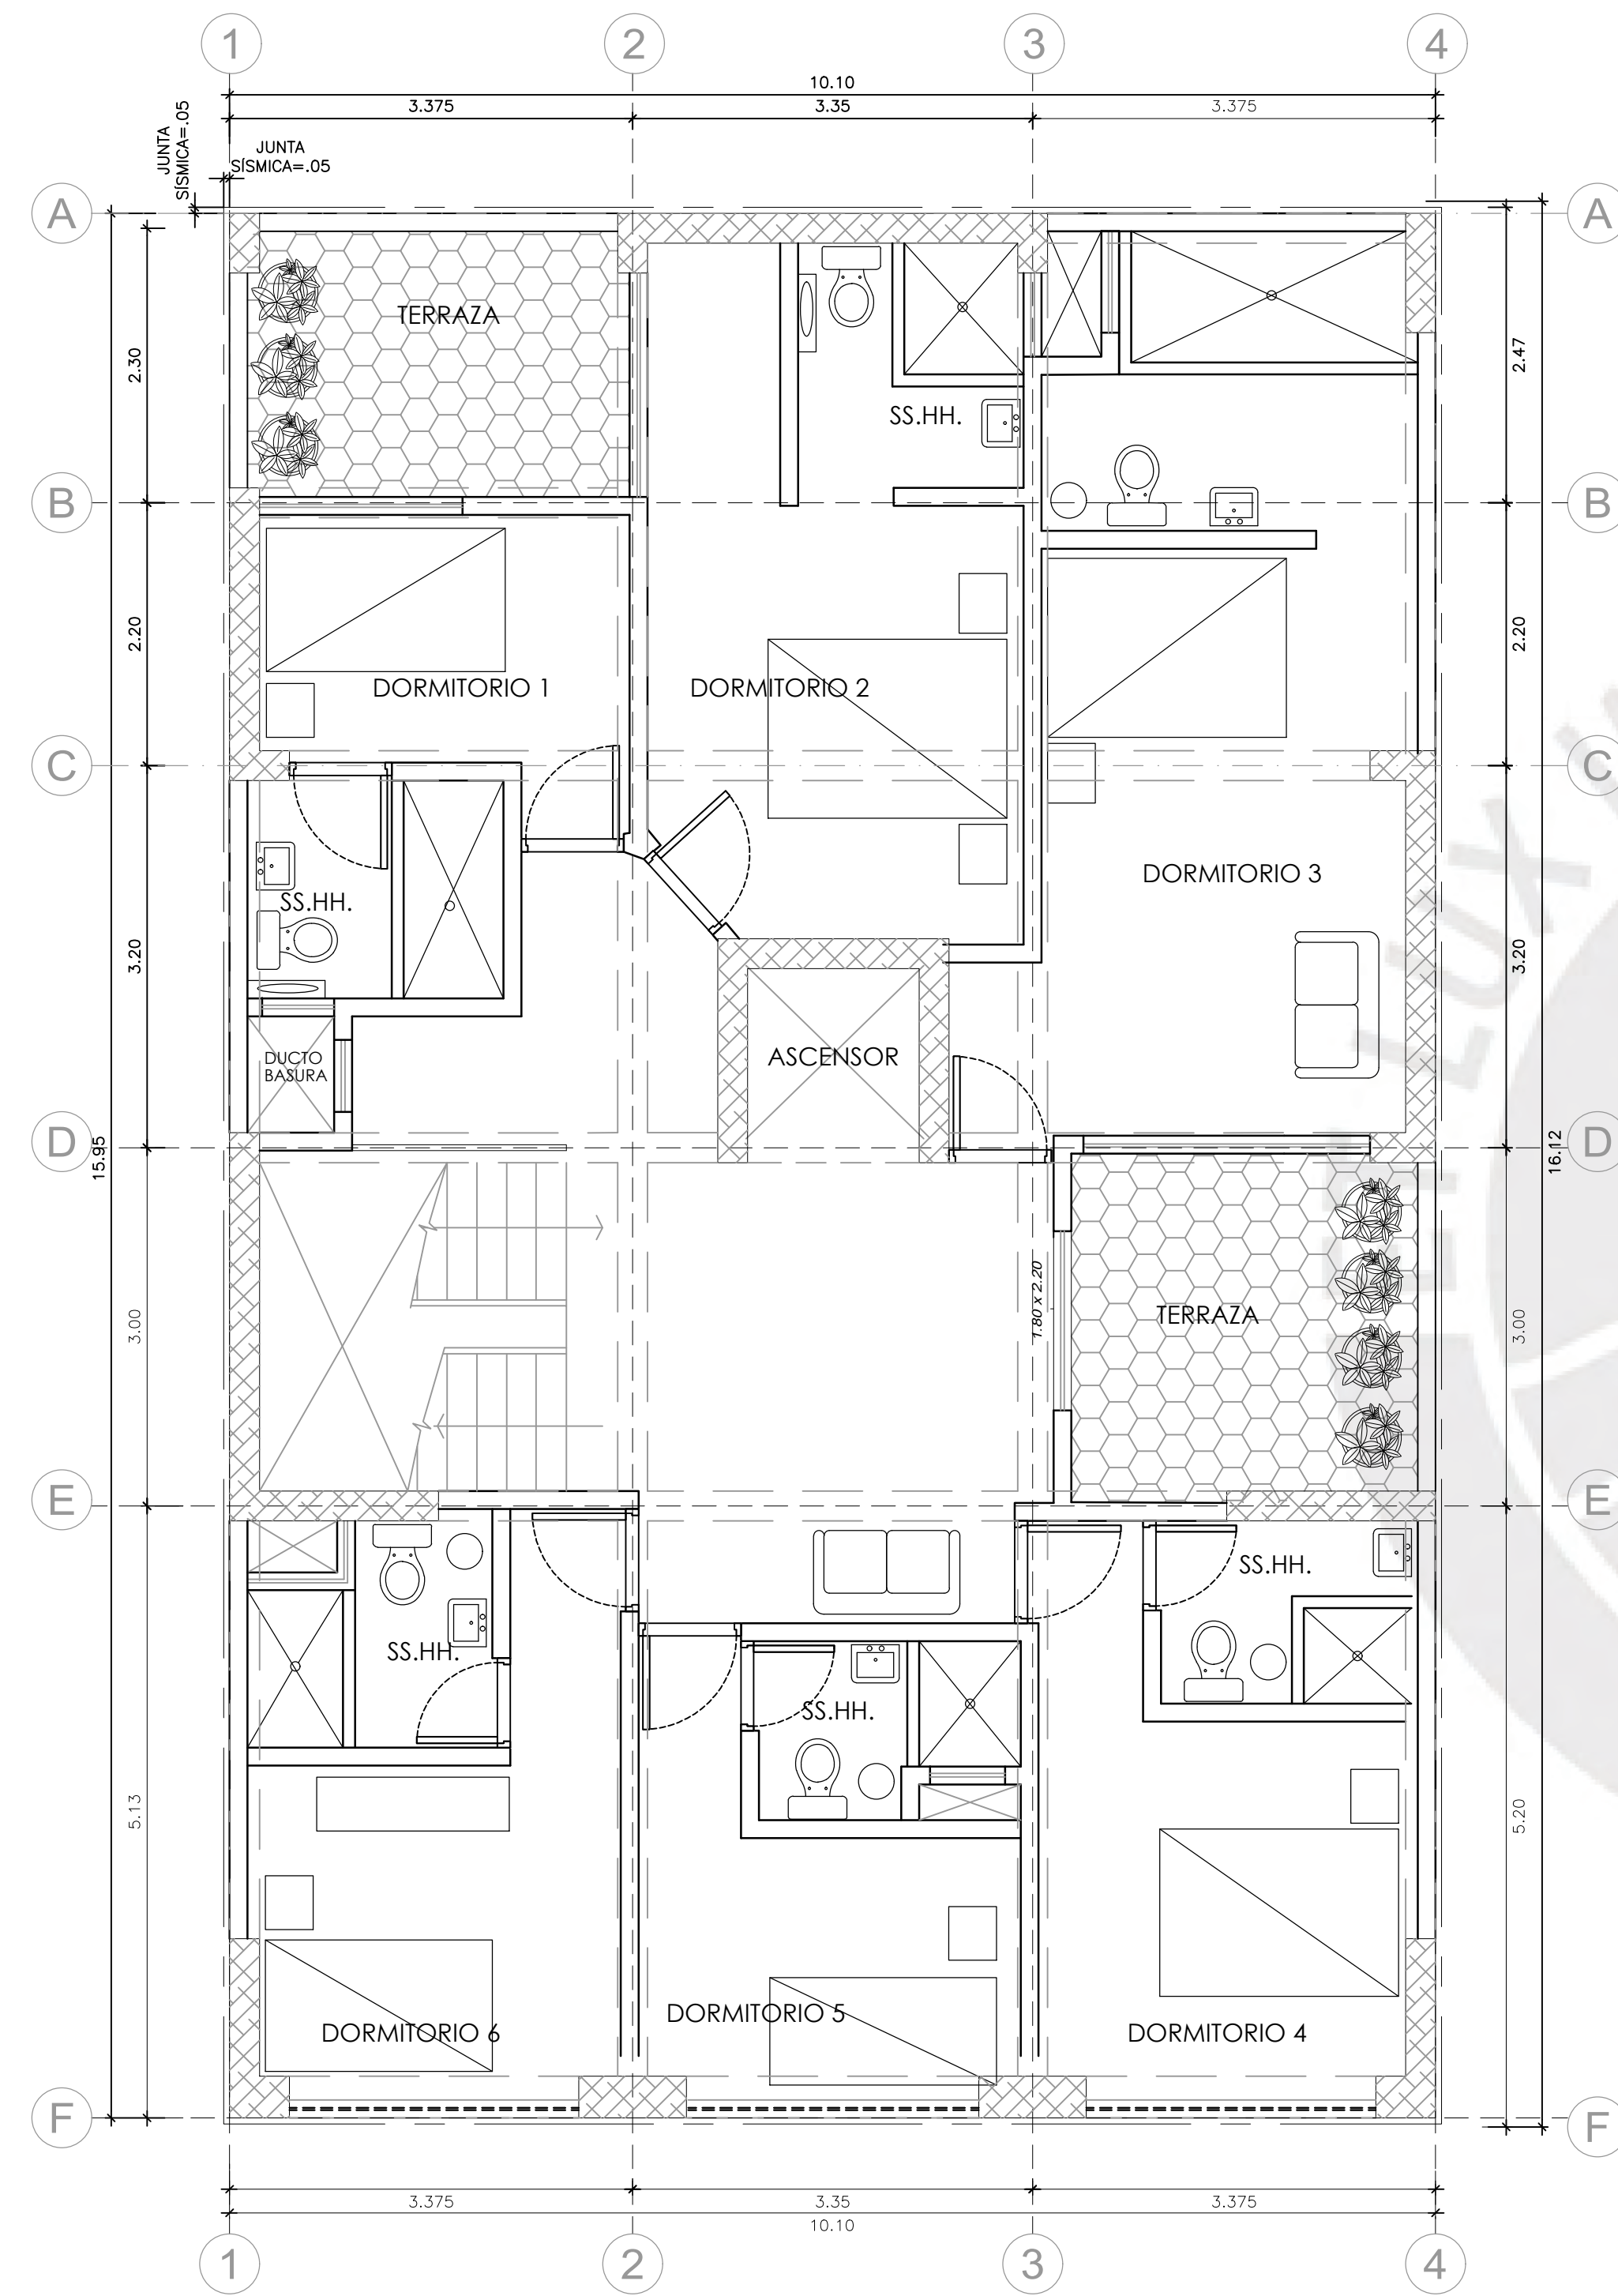 1 2 3 4
10.10
3.375 3.35 3.375
JUNTA
SÍSMICA=.05
JUNTA
SÍSMICA=.05
A A
TERRAZA
2.30 2.47
SS.HH.
B B
2.20 2.20
DORMITORIO 1 DORMITORIO 2
C C
DORMITORIO 3
SS.HH.
3.20 3.20
DUCTO
BASURA
ASCENSOR
D D
15.95 16.12
1.80 x 2.20
TERRAZA
3.00 3.00
E E
SS.HH.
SS.HH.
SS.HH.
5.13 5.20
DORMITORIO 6 DORMITORIO 5 DORMITORIO 4
F F
3.375 3.35 3.375
10.10
1 2 3 4
ET LUX